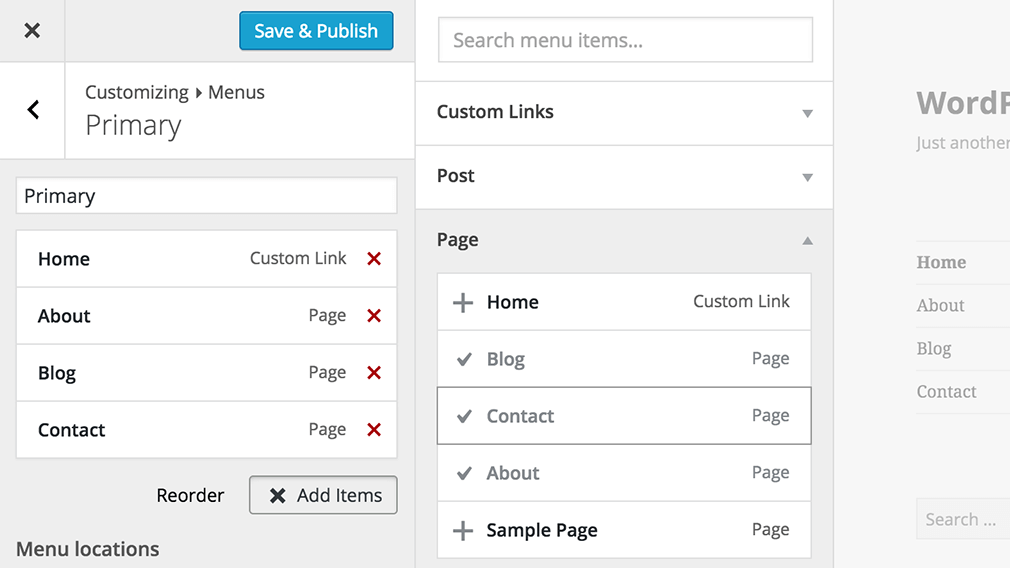 Save & Publish
Customizing ▸ Menus
Primary
Primary
Home Custom Link
About Page
Blog Page
Contact Page
Reorder
Add Items
Menu locations
Search menu items...
Custom Links
Post
Page
Home Custom Link
Blog Page
Contact Page
About Page
Sample Page Page
Just another
Home
About
Blog
Contact
Search ...